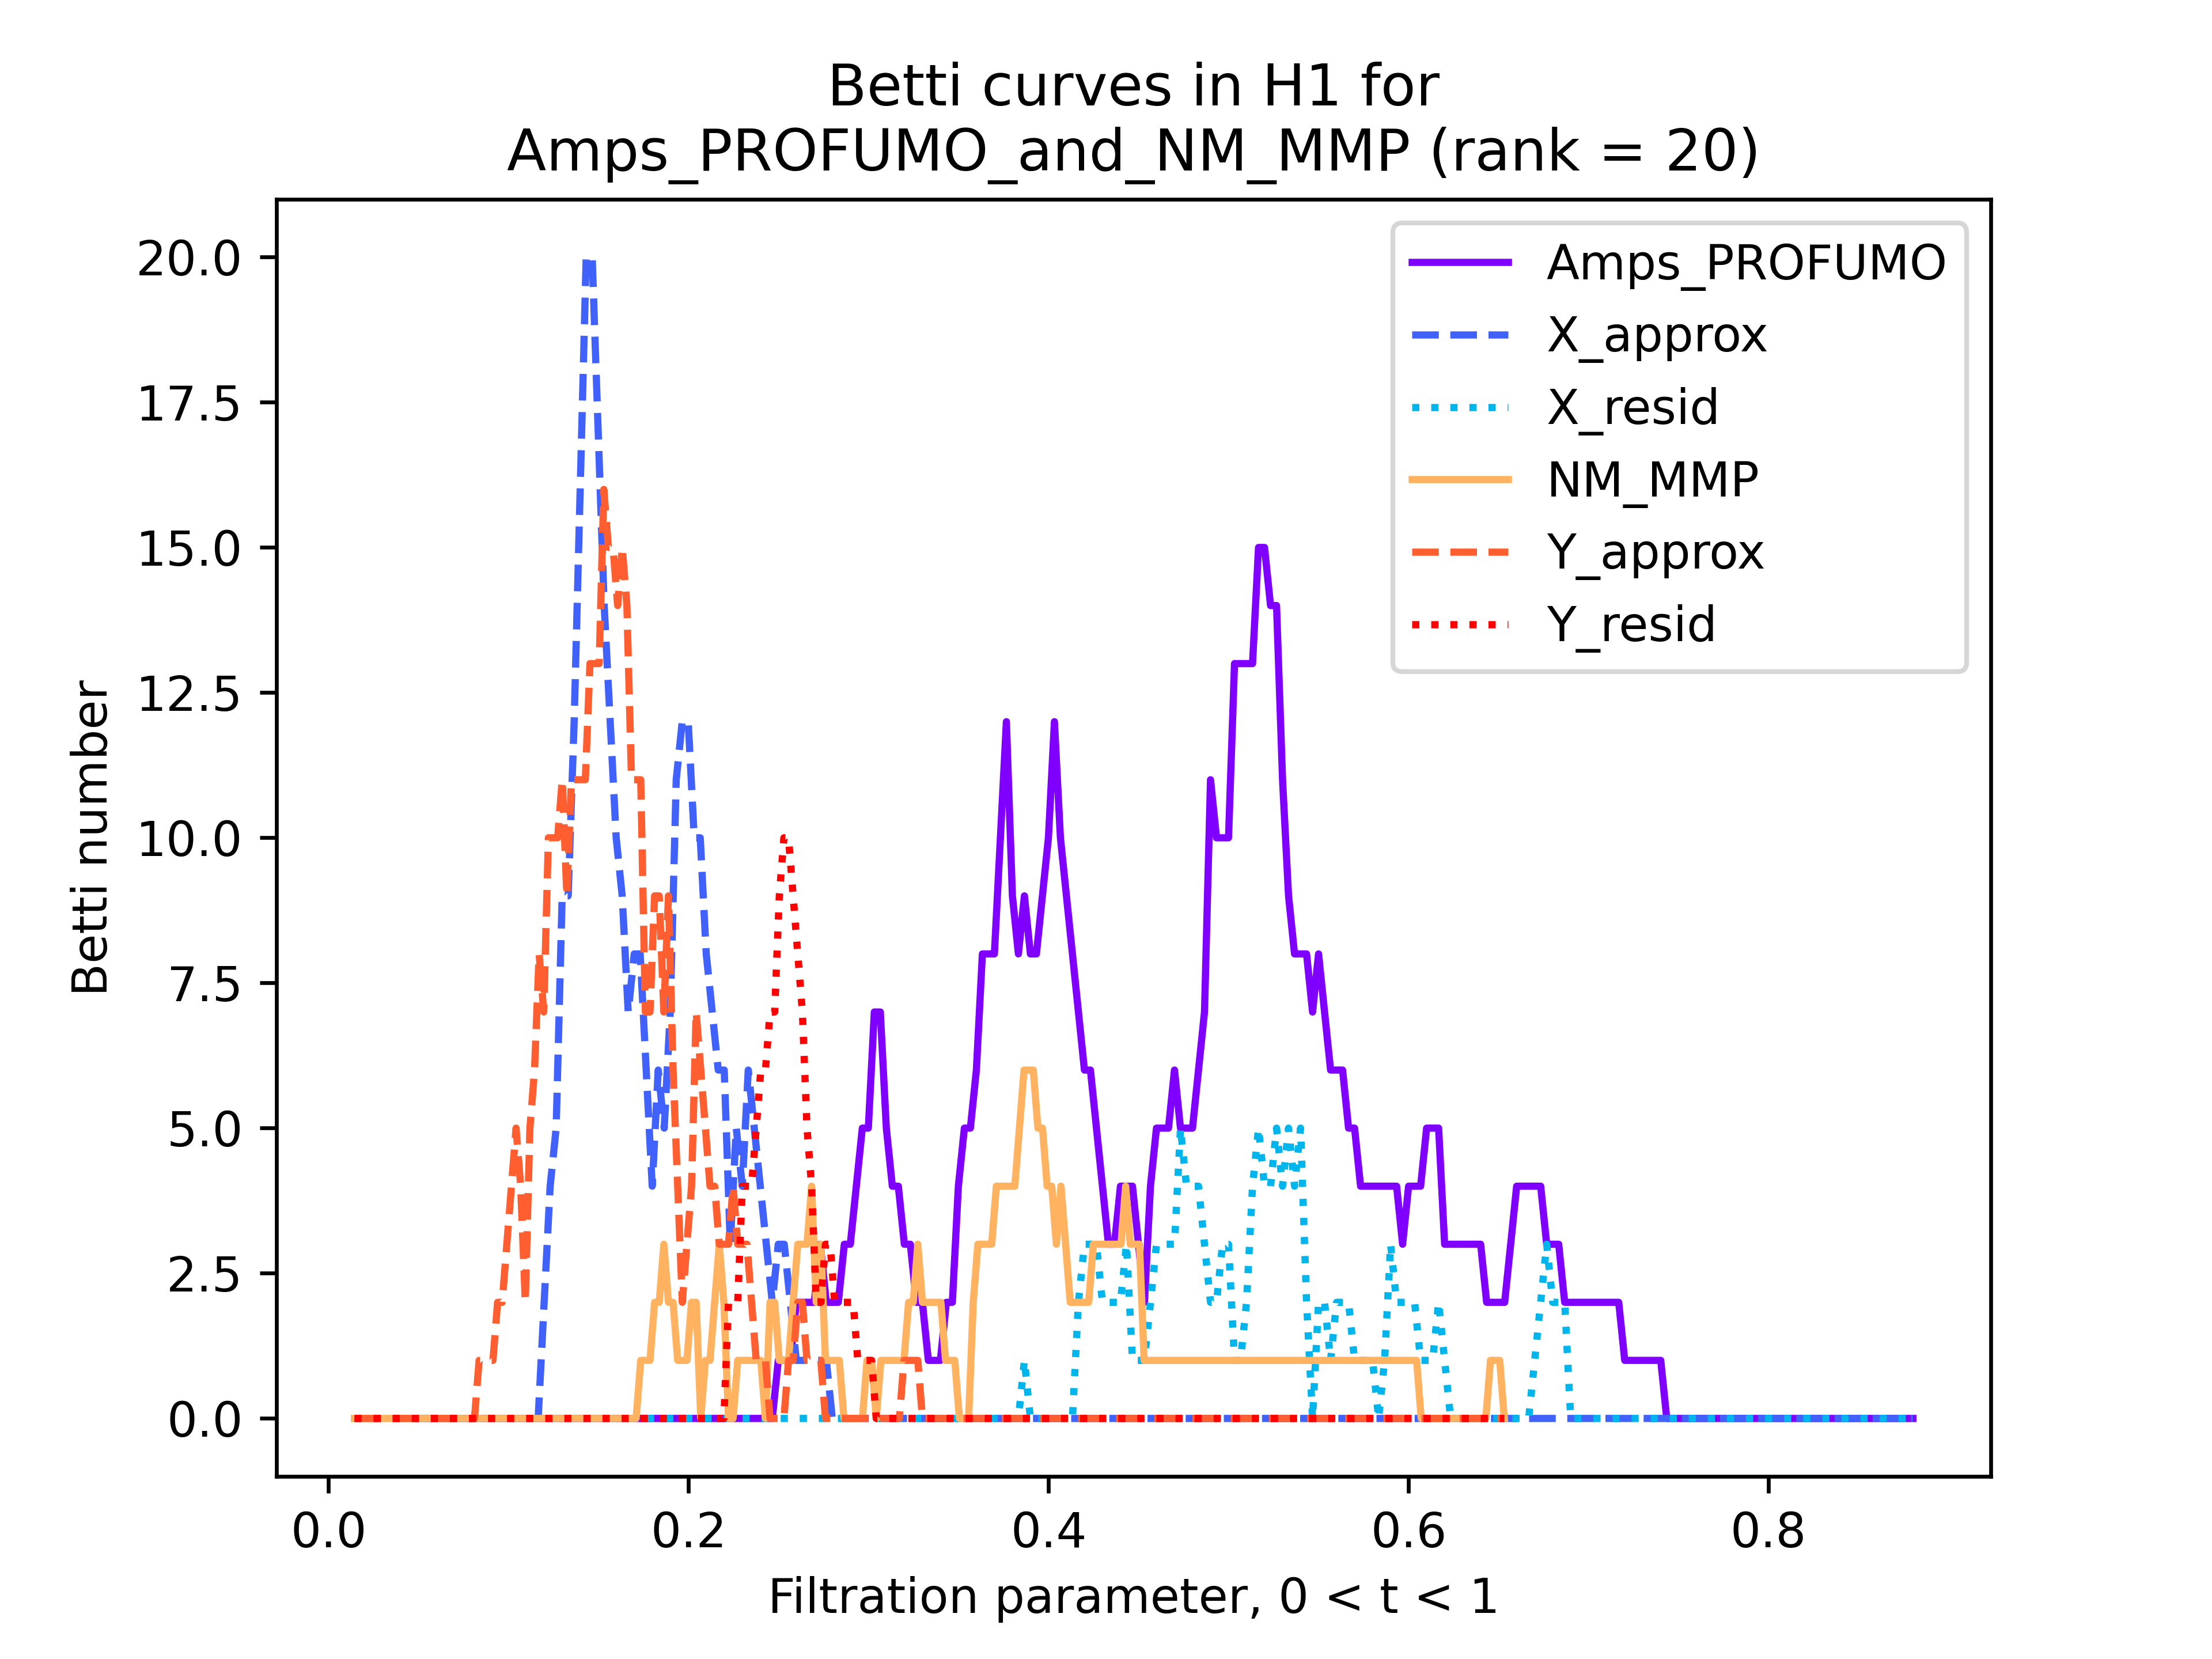 Betti curves in H1 for
Amps_PROFUMO_and_NM_MMP (rank = 20)
Amps_PROFUMO
X_approx
X_resid
NM_MMP
Y_approx
Y_resid
Betti number
20.0
17.5
15.0
12.5
10.0
7.5
5.0
2.5
0.0
0.0 0.2 0.4 0.6 0.8
Filtration parameter, 0 < t < 1